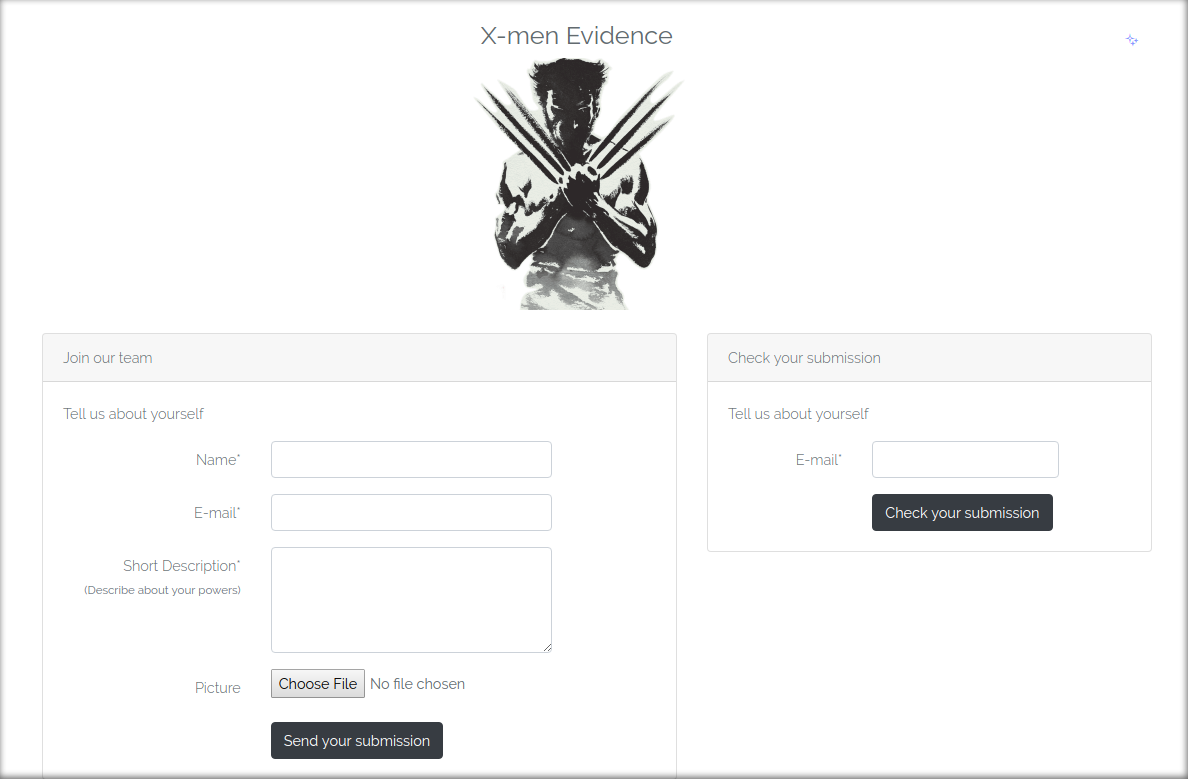 X-men Evidence
Join our team
Tell us about yourself
Name*
E-mail*
Short Description*
(Describe about your powers)
Picture
Choose File No file chosen
Send your submission
Check your submission
Tell us about yourself
E-mail*
Check your submission